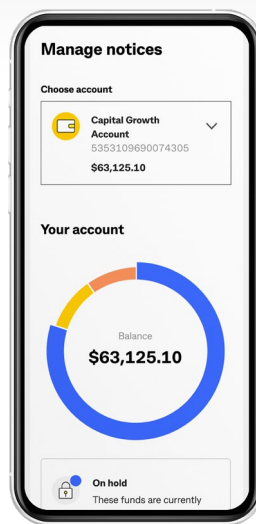 Manage notices
Choose account
Capital Growth
Account
5353109690074305
$63,125.10
Your account
Balance
$63,125.10
On hold
These funds are currently